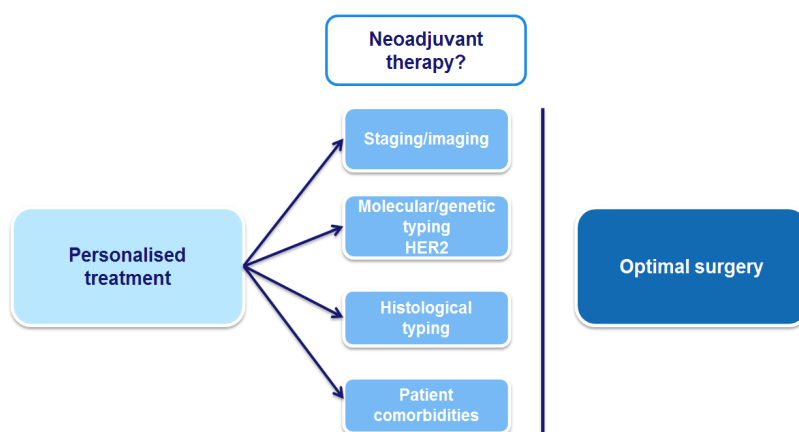 Neoadjuvant
therapy?
Staging/imaging
Molecular/genetic
typing
HER2
Personalised
treatment
Optimal surgery
Histological
typing
Patient
comorbidities